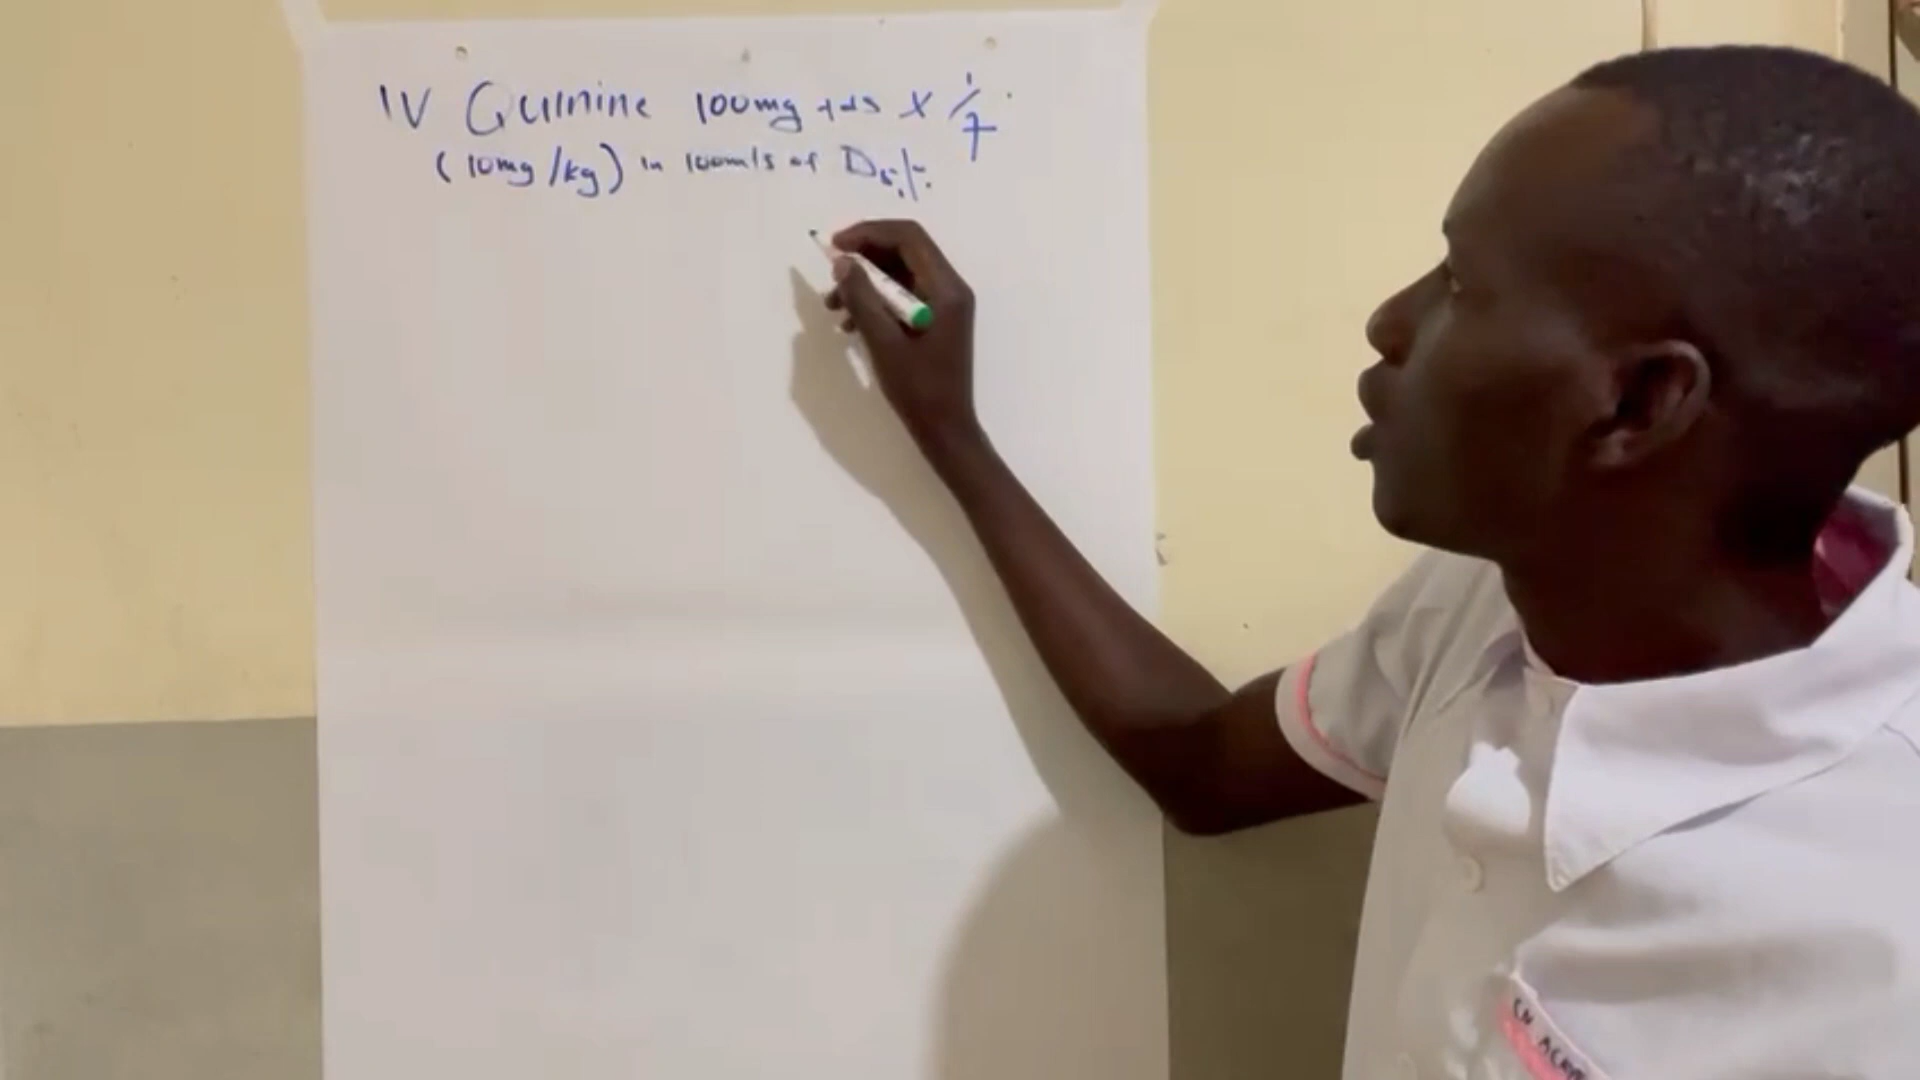 IV Quinine 100mg tds x 1/7
(10mg/kg) in 100mls of D5%.